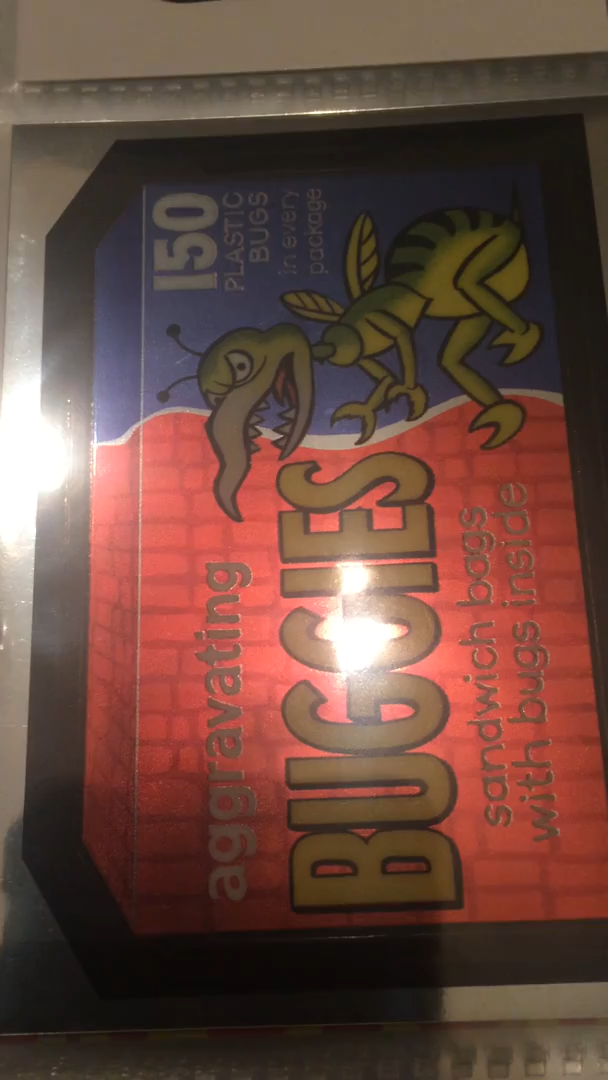 150
PLASTIC
BUGS
in every
package
aggravating
BUGGIES
sandwich bags
with bugs inside